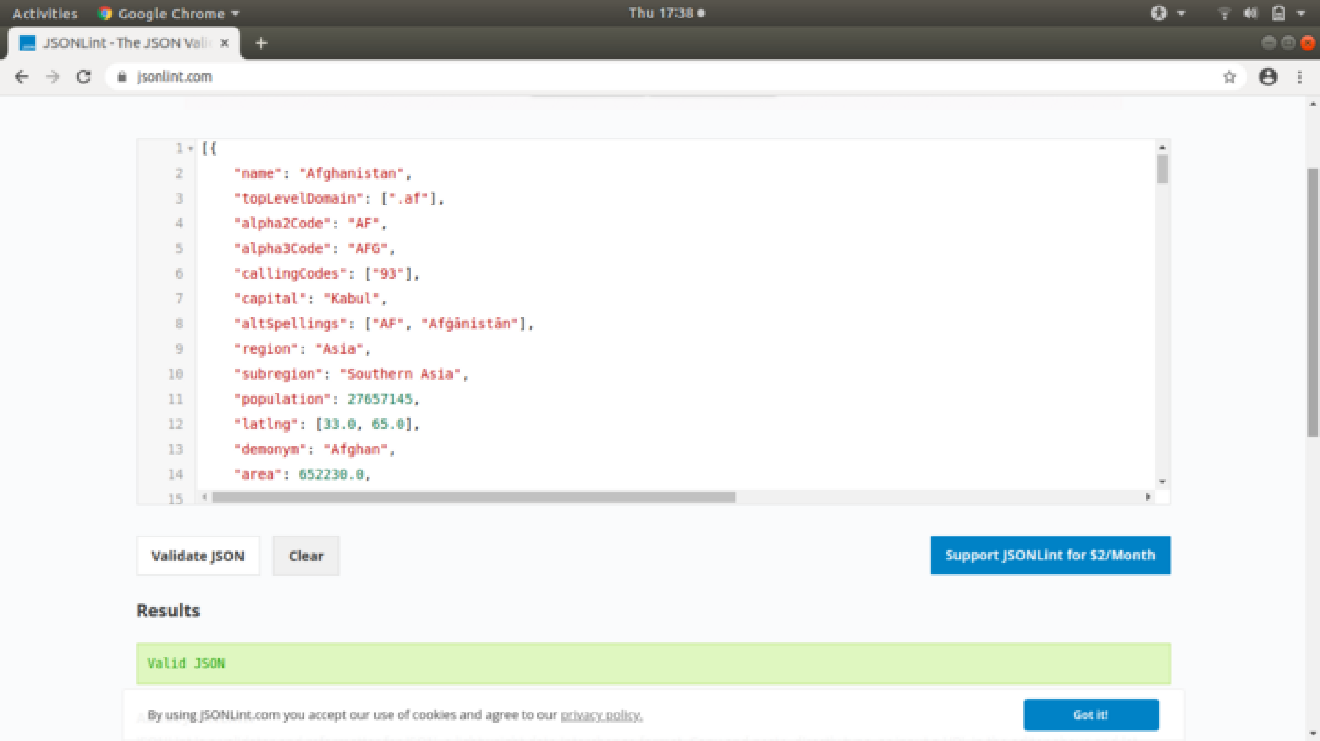 Activities Google Chrome Thu 17:38
JSONLint - The JSON Vali
jsonlint.com
1 [{
2 "name": "Afghanistan",
3 "topLevelDomain": [".af"],
4 "alpha2Code": "AF",
5 "alpha3Code": "AFG",
6 "callingCodes": ["93"],
7 "capital": "Kabul",
8 "altSpellings": ["AF", "Afġānistān"],
9 "region": "Asia",
10 "subregion": "Southern Asia",
11 "population": 27657145,
12 "latlng": [33.0, 65.0],
13 "demonym": "Afghan",
14 "area": 652230.0,
15
Validate JSON Clear Support JSONLint for $2/Month
Results
Valid JSON
By using JSONLint.com you accept our use of cookies and agree to our privacy policy. Got it!